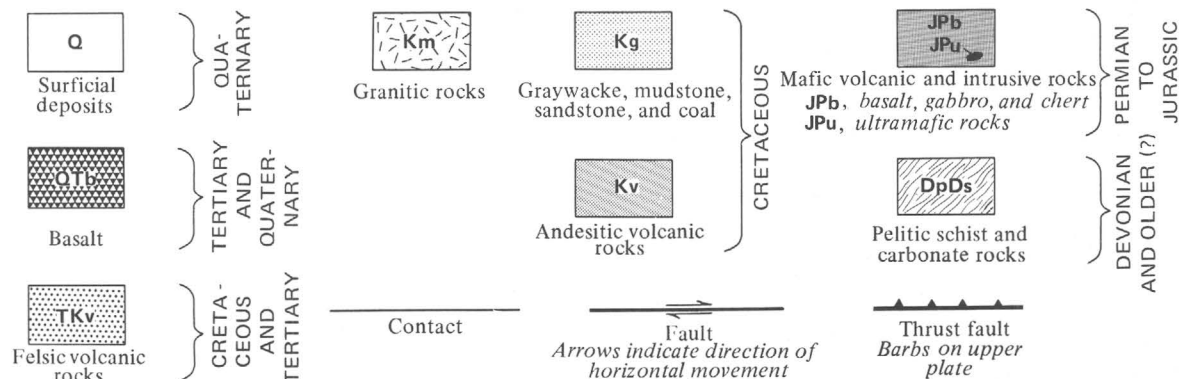 Q
Surficial
deposits
QUA-
TERNARY
QTb
Basalt
TERTIARY
AND
QUATER-
NARY
TKv
Felsic volcanic
rocks
CRETA-
CEOUS
AND
TERTIARY
Km
Granitic rocks
Kg
Graywacke, mudstone,
sandstone, and coal
Kv
Andesitic volcanic
rocks
CRETACEOUS
JPb
JPu
Mafic volcanic and intrusive rocks
JPb, basalt, gabbro, and chert
JPu, ultramafic rocks
PERMIAN
TO
JURASSIC
DpDs
Pelitic schist and
carbonate rocks
DEVONIAN
AND OLDER (?)
Contact
Fault
Arrows indicate direction of
horizontal movement
Thrust fault
Barbs on upper
plate